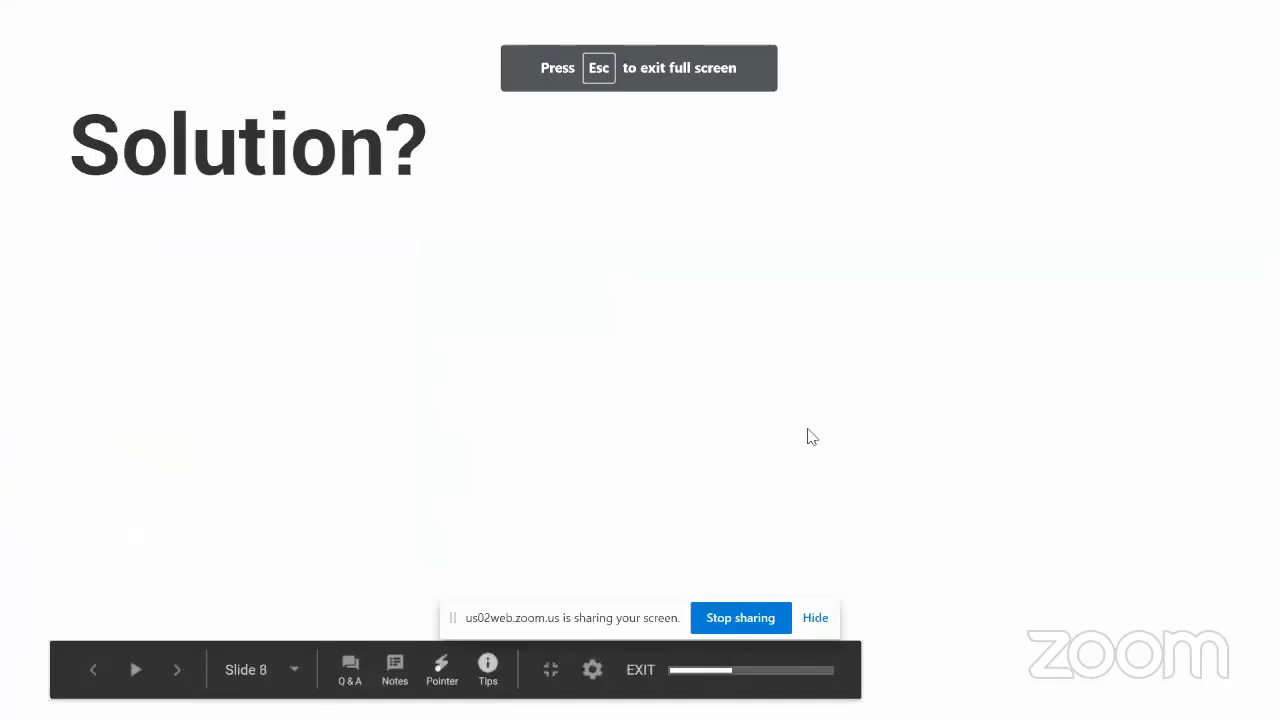 Press Esc to exit full screen
Solution?
us02web.zoom.us is sharing your screen. Stop sharing Hide
Slide 8 Q & A Notes Pointer Tips EXIT
zoom